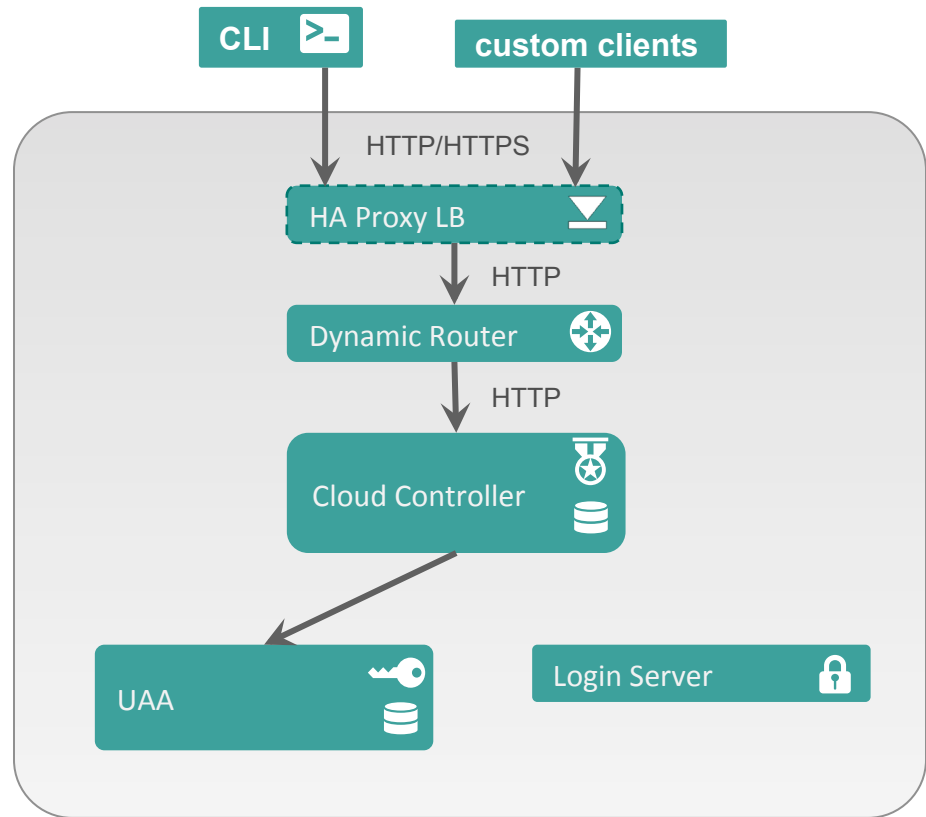 CLI >_
custom clients
HTTP/HTTPS
HA Proxy LB
HTTP
Dynamic Router
HTTP
Cloud Controller
UAA
Login Server